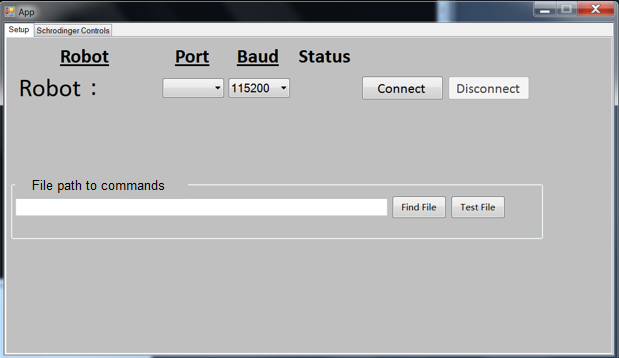 App
Setup Schrodinger Controls
Robot Port Baud Status
Robot : 115200 Connect Disconnect
File path to commands
Find File Test File